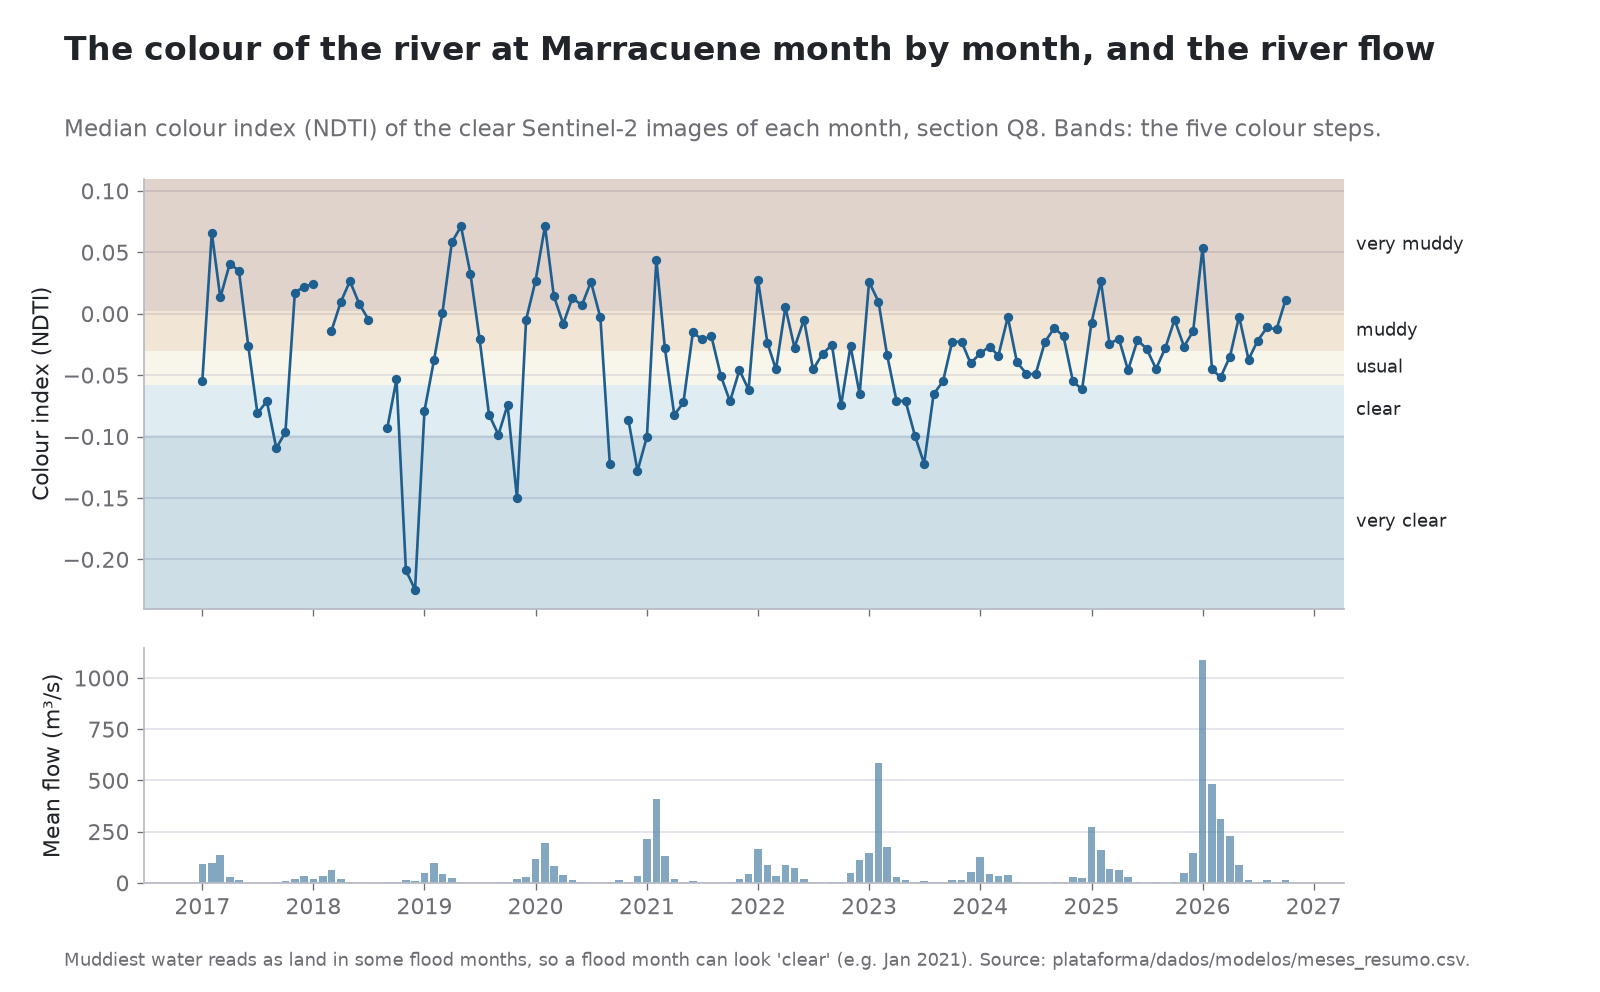 The colour of the river at Marracuene month by month, and the river flow
Median colour index (NDTI) of the clear Sentinel-2 images of each month, section Q8. Bands: the five colour steps.
Colour index (NDTI)
0.10
0.05
0.00
−0.05
−0.10
−0.15
−0.20
very muddy
muddy
usual
clear
very clear
Mean flow (m³/s)
1000
750
500
250
0
2017 2018 2019 2020 2021 2022 2023 2024 2025 2026 2027
Muddiest water reads as land in some flood months, so a flood month can look 'clear' (e.g. Jan 2021). Source: plataforma/dados/modelos/meses_resumo.csv.